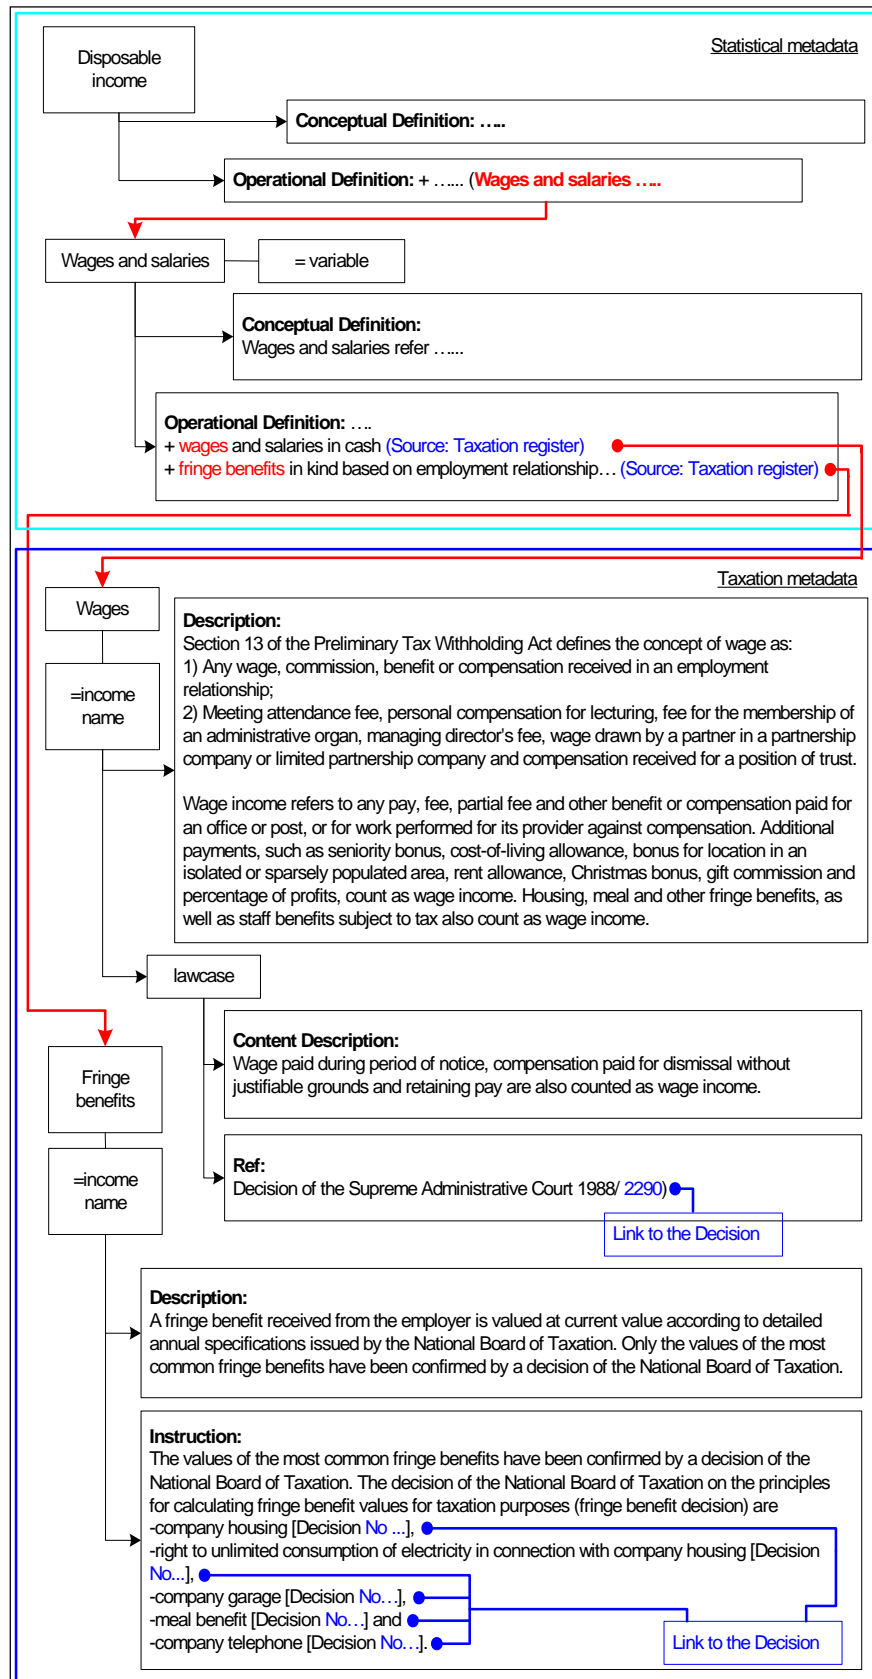 Statistical metadata
Disposable
income
Conceptual Definition: .....
Operational Definition: + ...... (Wages and salaries .....
Wages and salaries
= variable
Conceptual Definition:
Wages and salaries refer ......
Operational Definition: ....
+ wages and salaries in cash (Source: Taxation register)
+ fringe benefits in kind based on employment relationship... (Source: Taxation register)
Taxation metadata
Wages
=income
name
Description:
Section 13 of the Preliminary Tax Withholding Act defines the concept of wage as:
1) Any wage, commission, benefit or compensation received in an employment
relationship;
2) Meeting attendance fee, personal compensation for lecturing, fee for the membership of
an administrative organ, managing director's fee, wage drawn by a partner in a partnership
company or limited partnership company and compensation received for a position of trust.
Wage income refers to any pay, fee, partial fee and other benefit or compensation paid for
an office or post, or for work performed for its provider against compensation. Additional
payments, such as seniority bonus, cost-of-living allowance, bonus for location in an
isolated or sparsely populated area, rent allowance, Christmas bonus, gift commission and
percentage of profits, count as wage income. Housing, meal and other fringe benefits, as
well as staff benefits subject to tax also count as wage income.
lawcase
Content Description:
Wage paid during period of notice, compensation paid for dismissal without
justifiable grounds and retaining pay are also counted as wage income.
Ref:
Decision of the Supreme Administrative Court 1988/ 2290)
Link to the Decision
Fringe
benefits
=income
name
Description:
A fringe benefit received from the employer is valued at current value according to detailed
annual specifications issued by the National Board of Taxation. Only the values of the most
common fringe benefits have been confirmed by a decision of the National Board of Taxation.
Instruction:
The values of the most common fringe benefits have been confirmed by a decision of the
National Board of Taxation. The decision of the National Board of Taxation on the principles
for calculating fringe benefit values for taxation purposes (fringe benefit decision) are
-company housing [Decision No ...],
-right to unlimited consumption of electricity in connection with company housing [Decision
No...],
-company garage [Decision No...],
-meal benefit [Decision No...] and
-company telephone [Decision No...].
Link to the Decision